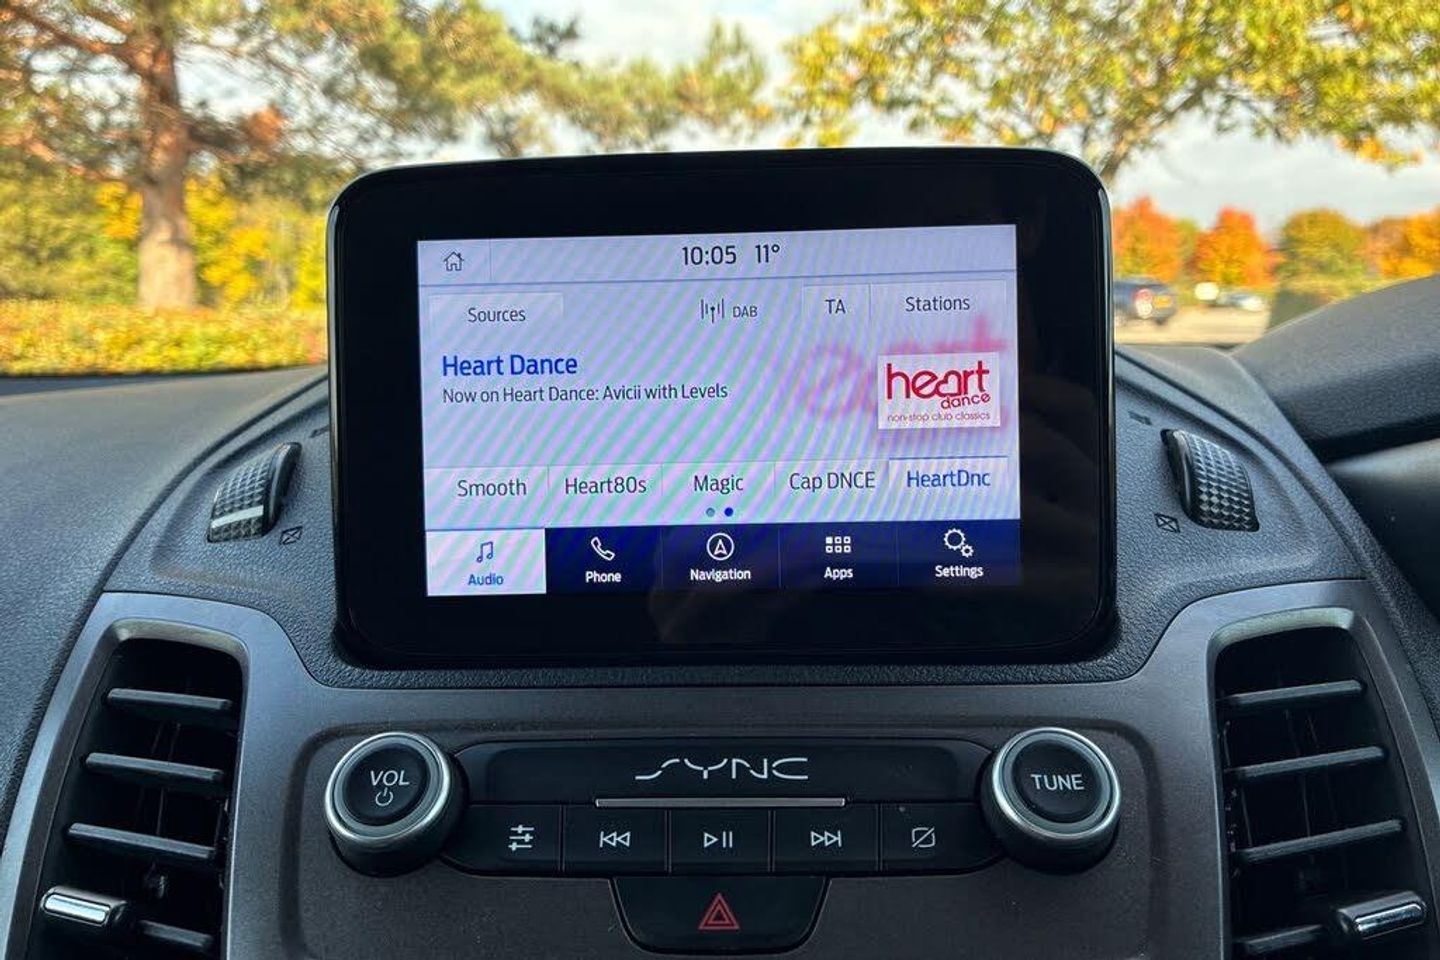 10:05 11°
Sources DAB TA Stations
Heart Dance
Now on Heart Dance: Avicii with Levels
heart
dance
non-stop club classics
Smooth Heart80s Magic Cap DNCE HeartDnc
Audio Phone Navigation Apps Settings
SYNC
VOL TUNE